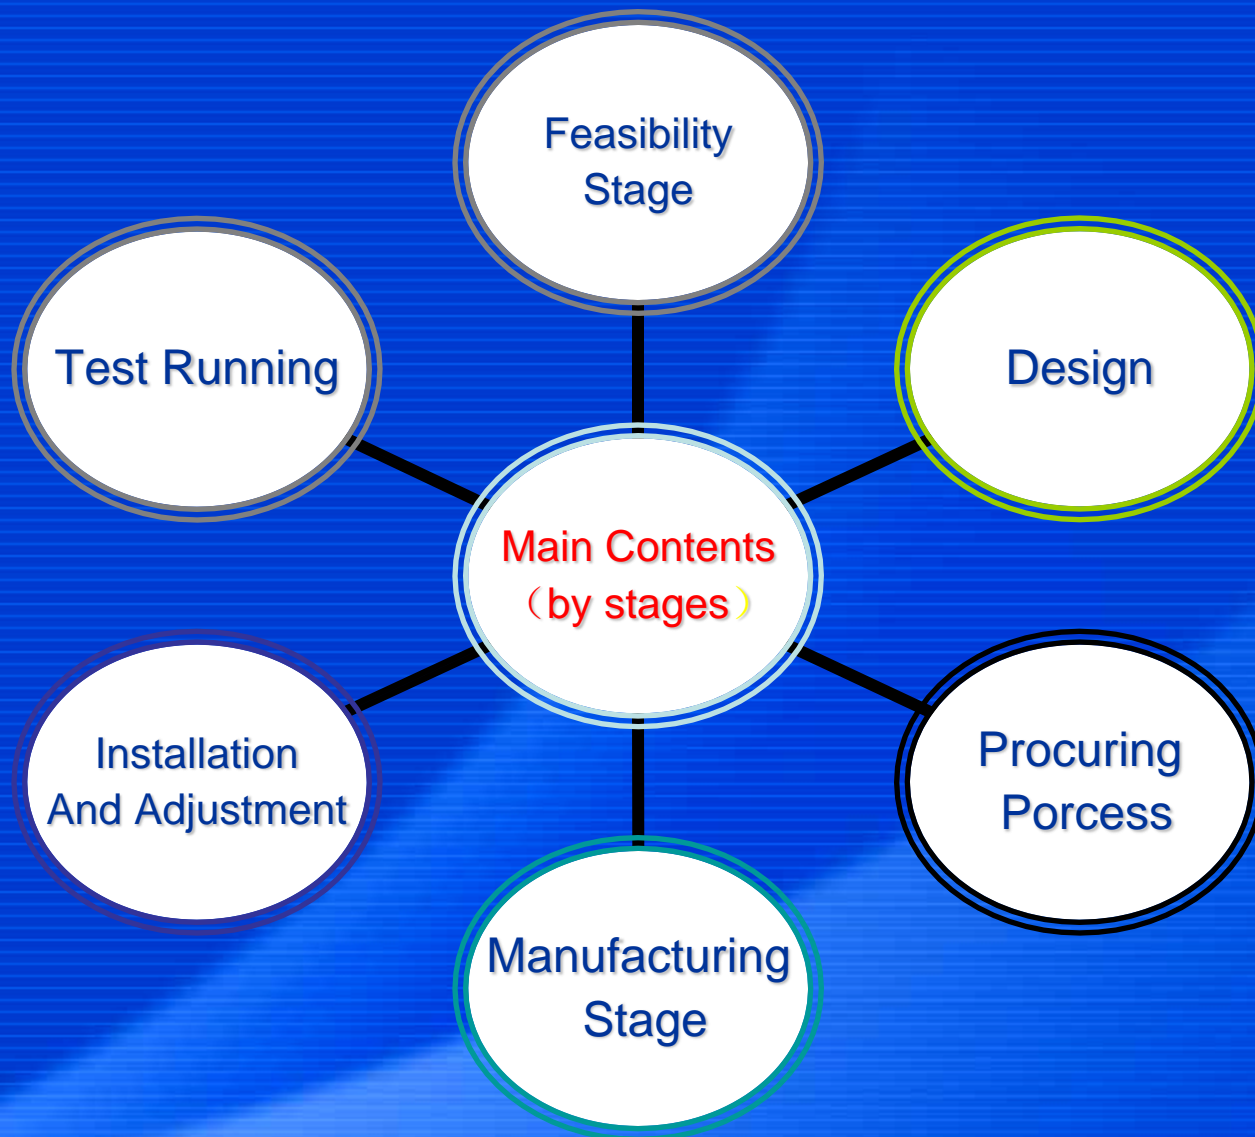 Feasibility
Stage
Test Running
Design
Main Contents
（by stages）
Installation
And Adjustment
Procuring
Porcess
Manufacturing
Stage